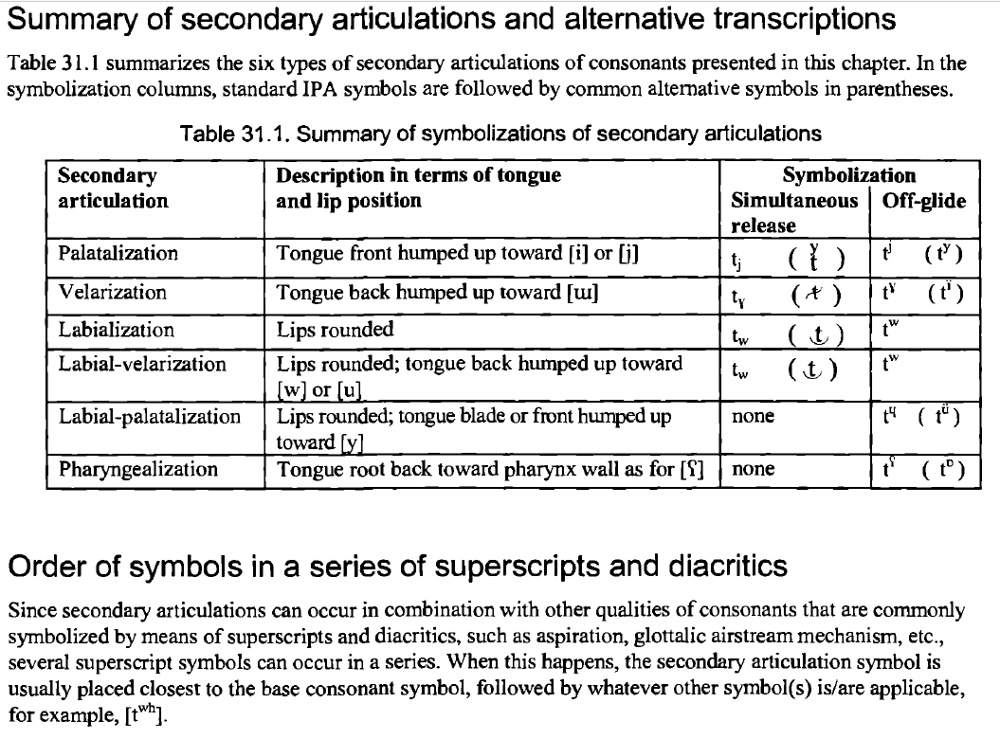 Summary of secondary articulations and alternative transcriptions
Table 31.1 summarizes the six types of secondary articulations of consonants presented in this chapter. In the
symbolization columns, standard IPA symbols are followed by common alternative symbols in parentheses.
Table 31.1. Summary of symbolizations of secondary articulations
Secondary articulation | Description in terms of tongue and lip position | Symbolization
Simultaneous release | Off-glide
Palatalization | Tongue front humped up toward [i] or [j] | tⱼ ( ) | tʲ (tʸ)
Velarization | Tongue back humped up toward [ɯ] | tᵧ ( ) | tˠ (tⁱ̈)
Labialization | Lips rounded | t_w ( ) | tʷ
Labial-velarization | Lips rounded; tongue back humped up toward [w] or [u] | t_w ( ) | tʷ
Labial-palatalization | Lips rounded; tongue blade or front humped up toward [y] | none | tᶣ ( tᵘ̈ )
Pharyngealization | Tongue root back toward pharynx wall as for [ʕ] | none | tˤ ( )
Order of symbols in a series of superscripts and diacritics
Since secondary articulations can occur in combination with other qualities of consonants that are commonly
symbolized by means of superscripts and diacritics, such as aspiration, glottalic airstream mechanism, etc.,
several superscript symbols can occur in a series. When this happens, the secondary articulation symbol is
usually placed closest to the base consonant symbol, followed by whatever other symbol(s) is/are applicable,
for example, [tʷʰ].